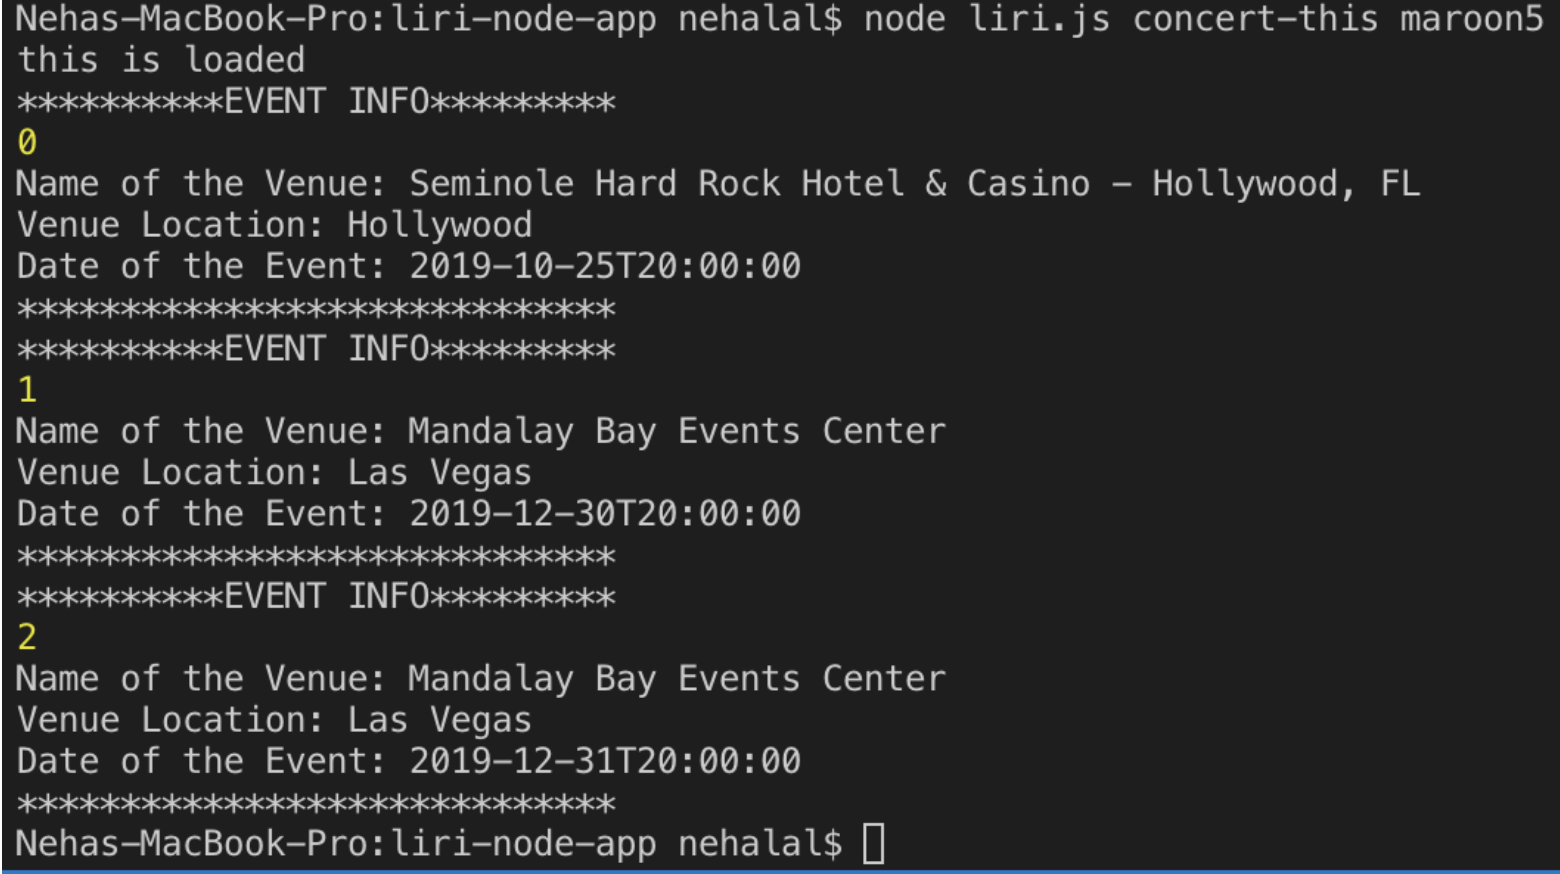 Nehas-MacBook-Pro:liri-node-app nehalal$ node liri.js concert-this maroon5
this is loaded
**********EVENT INFO*********
0
Name of the Venue: Seminole Hard Rock Hotel & Casino - Hollywood, FL
Venue Location: Hollywood
Date of the Event: 2019-10-25T20:00:00
*****************************
**********EVENT INFO*********
1
Name of the Venue: Mandalay Bay Events Center
Venue Location: Las Vegas
Date of the Event: 2019-12-30T20:00:00
*****************************
**********EVENT INFO*********
2
Name of the Venue: Mandalay Bay Events Center
Venue Location: Las Vegas
Date of the Event: 2019-12-31T20:00:00
*****************************
Nehas-MacBook-Pro:liri-node-app nehalal$